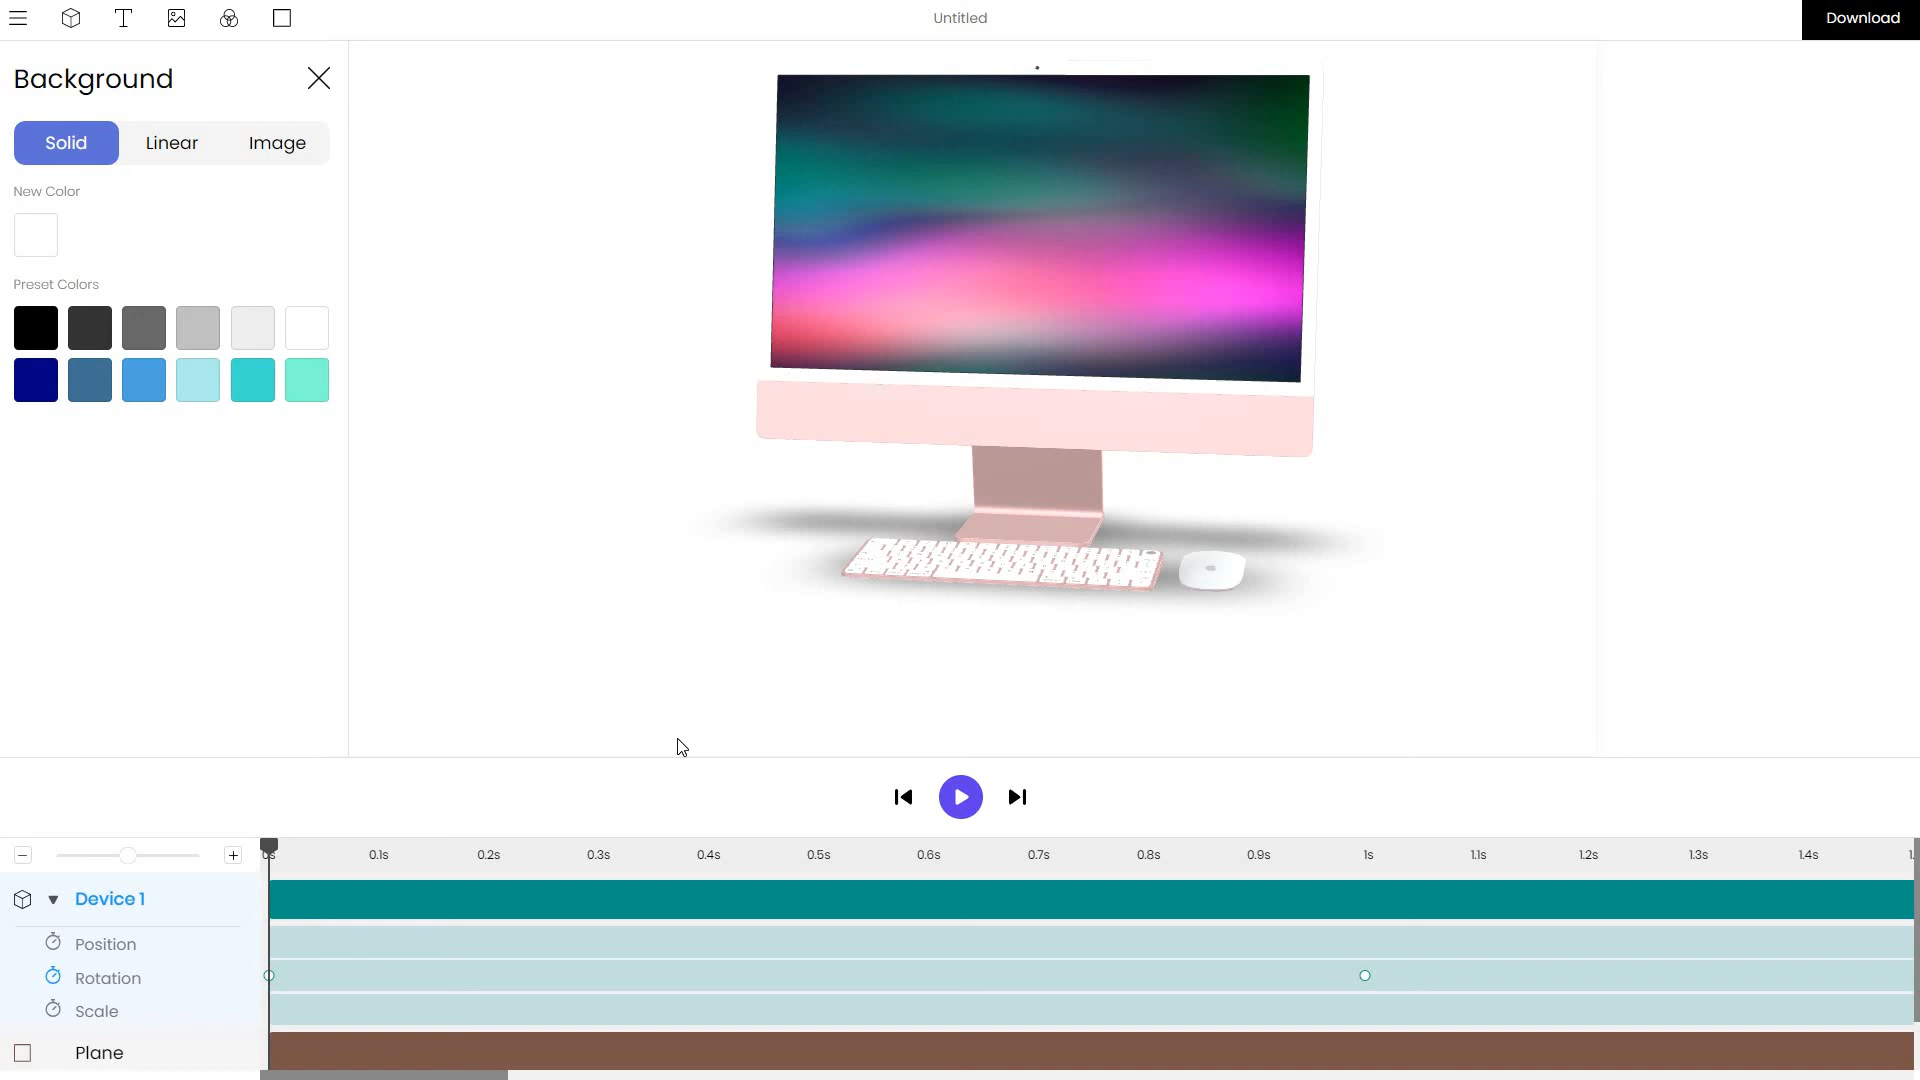 Untitled
Download
Background
Solid
Linear
Image
New Color
Preset Colors
0.1s
0.2s
0.3s
0.4s
0.5s
0.6s
0.7s
0.8s
0.9s
1s
1.1s
1.2s
1.3s
1.4s
Device 1
Position
Rotation
Scale
Plane